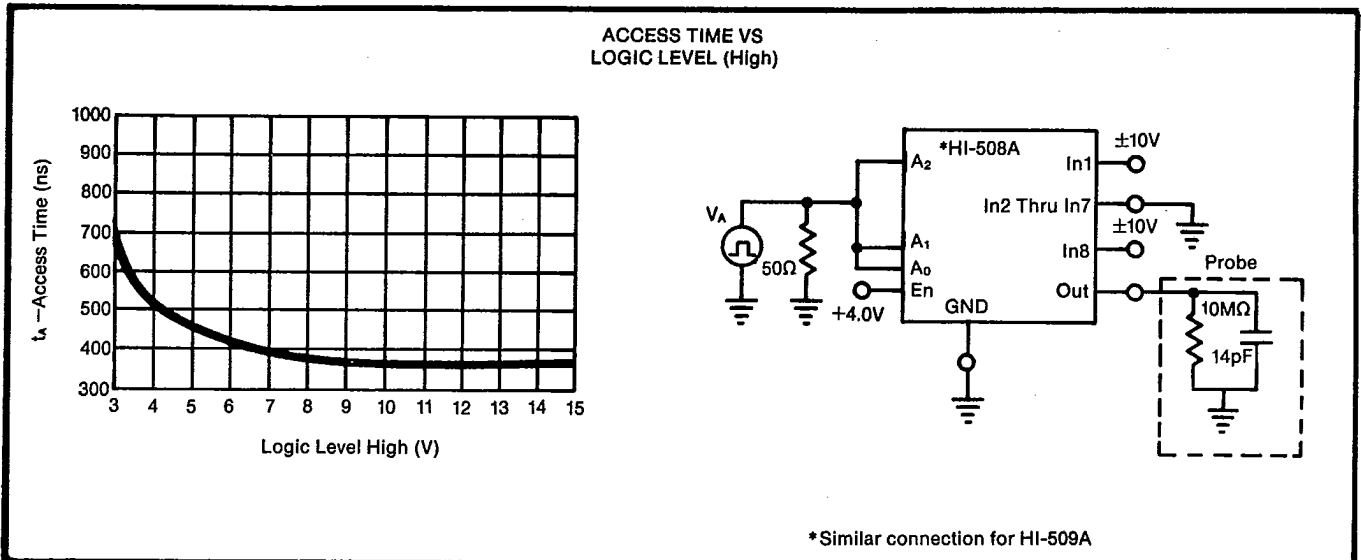 ACCESS TIME VS
LOGIC LEVEL (High)
1000
900
800
700
600
500
400
300
3 4 5 6 7 8 9 10 11 12 13 14 15
tA—Access Time (ns)
Logic Level High (V)
*HI-508A
A2
A1
A0
En
GND
In1
In2 Thru In7
In8
Out
±10V
±10V
VA
50Ω
+4.0V
Probe
10MΩ
14pF
*Similar connection for HI-509A